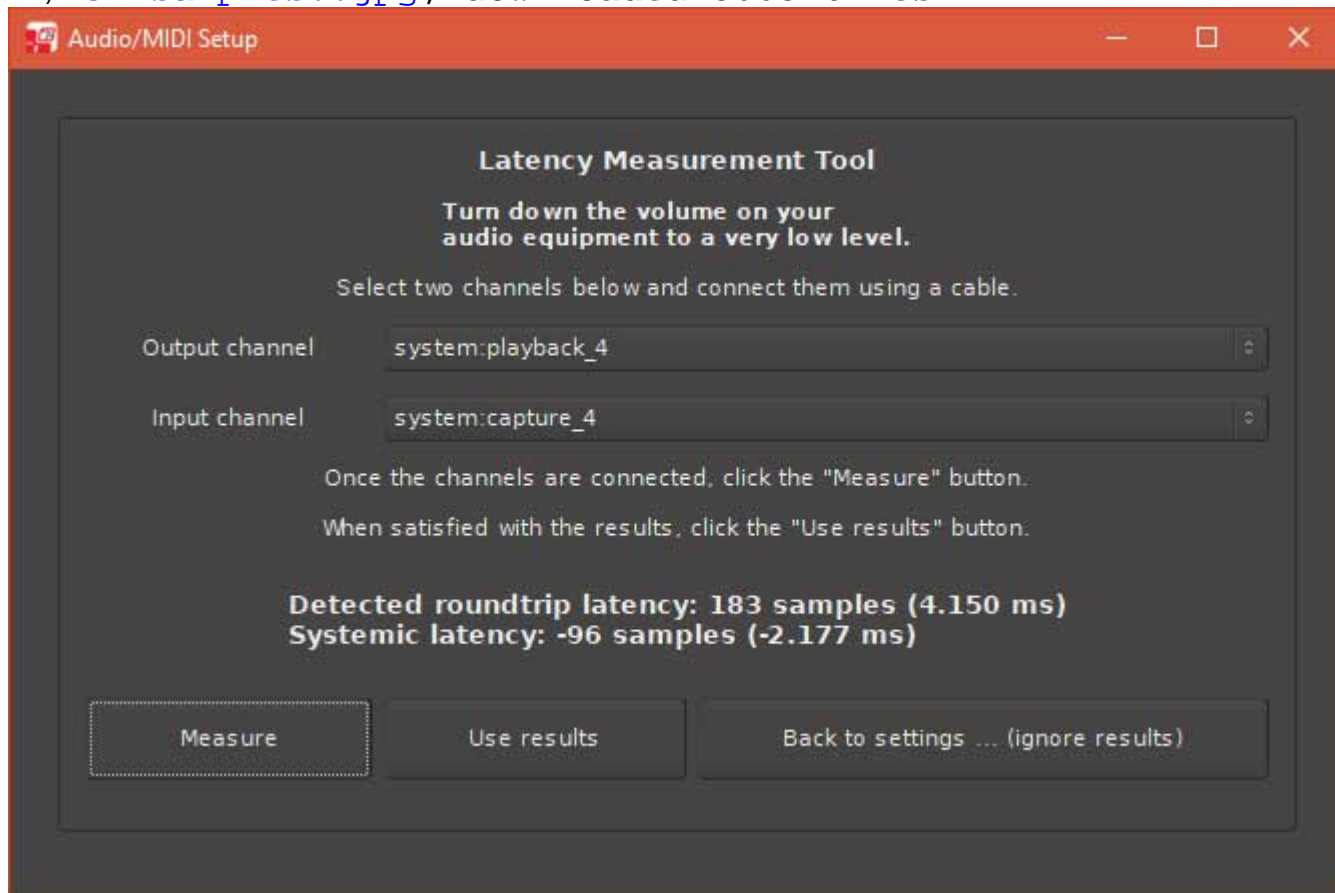 Audio/MIDI Setup
Latency Measurement Tool
Turn down the volume on your
audio equipment to a very low level.
Select two channels below and connect them using a cable.
Output channel system:playback_4
Input channel system:capture_4
Once the channels are connected, click the "Measure" button.
When satisfied with the results, click the "Use results" button.
Detected roundtrip latency: 183 samples (4.150 ms)
Systemic latency: -96 samples (-2.177 ms)
Measure Use results Back to settings ... (ignore results)